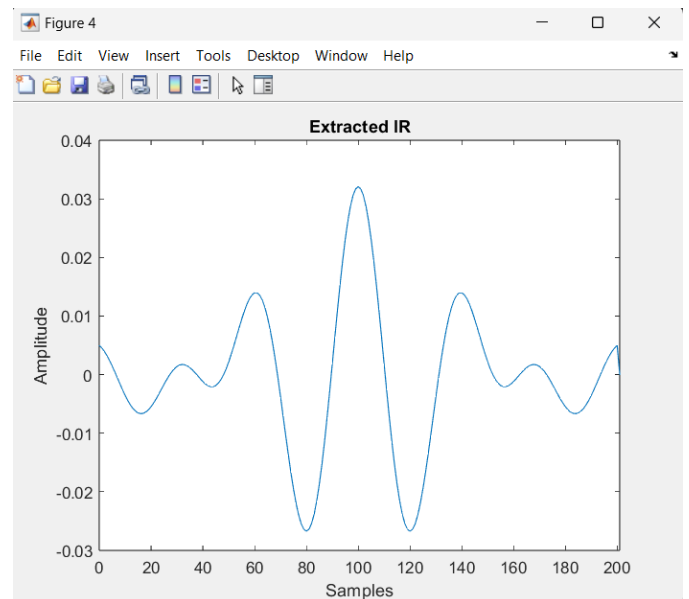 Figure 4
File Edit View Insert Tools Desktop Window Help
Extracted IR
0.04
0.03
0.02
0.01
0
-0.01
-0.02
-0.03
Amplitude
0 20 40 60 80 100 120 140 160 180 200
Samples